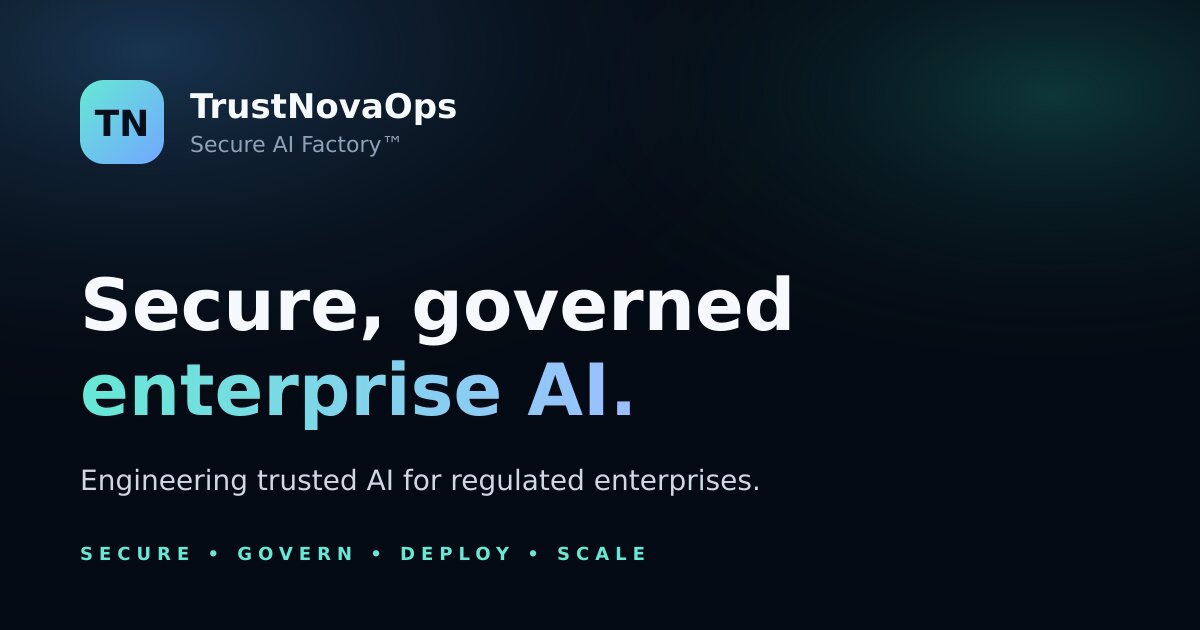 TN
TrustNovaOps
Secure AI Factory™
Secure, governed
enterprise AI.
Engineering trusted AI for regulated enterprises.
SECURE • GOVERN • DEPLOY • SCALE